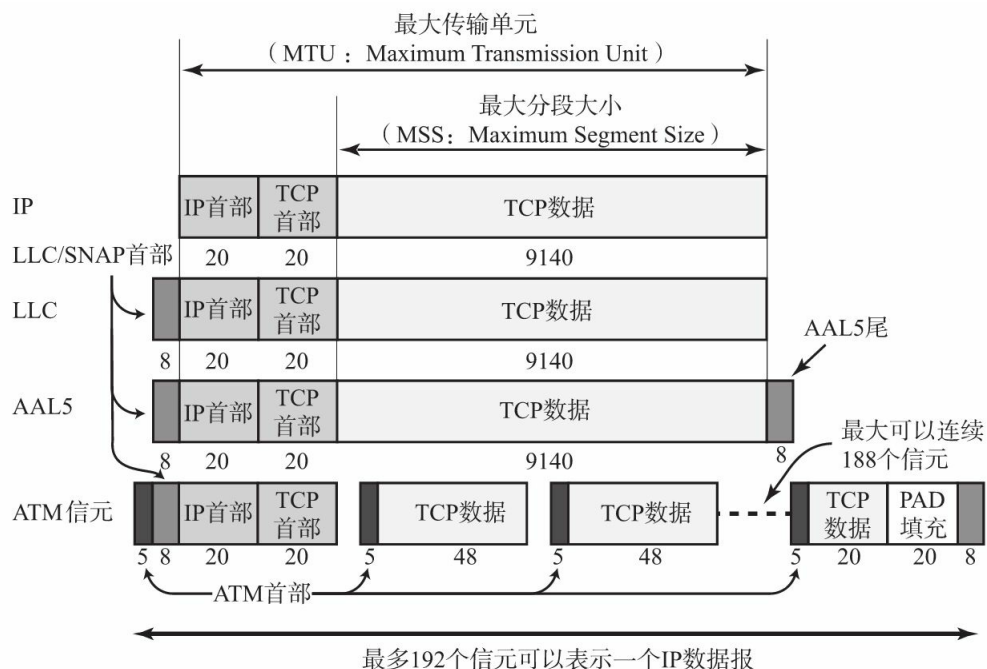 最大传输单元
（MTU：Maximum Transmission Unit）
最大分段大小
（MSS：Maximum Segment Size）
IP
IP首部
TCP
首部
TCP数据
20
20
9140
LLC/SNAP首部
LLC
IP首部
TCP
首部
TCP数据
8
20
20
9140
AAL5尾
AAL5
IP首部
TCP
首部
TCP数据
8
20
20
9140
8
最大可以连续
188个信元
ATM信元
IP首部
TCP
首部
TCP数据
TCP数据
TCP
数据
PAD
填充
5
8
20
20
5
48
5
48
5
20
20
8
ATM首部
最多192个信元可以表示一个IP数据报